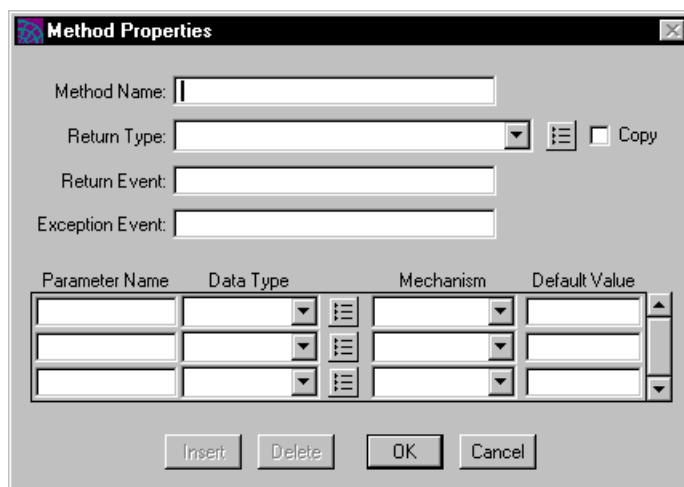 Method Properties
Method Name:
Return Type:
Copy
Return Event:
Exception Event:
Parameter Name Data Type Mechanism Default Value
Insert Delete OK Cancel